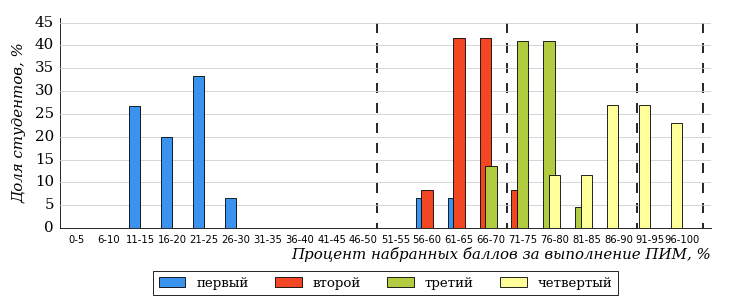 45
40
35
30
25
20
15
10
5
0
Доля студентов, %
0-5 6-10 11-15 16-20 21-25 26-30 31-35 36-40 41-45 46-50 51-55 56-60 61-65 66-70 71-75 76-80 81-85 86-90 91-95 96-100
Процент набранных баллов за выполнение ПИМ, %
первый второй третий четвертый